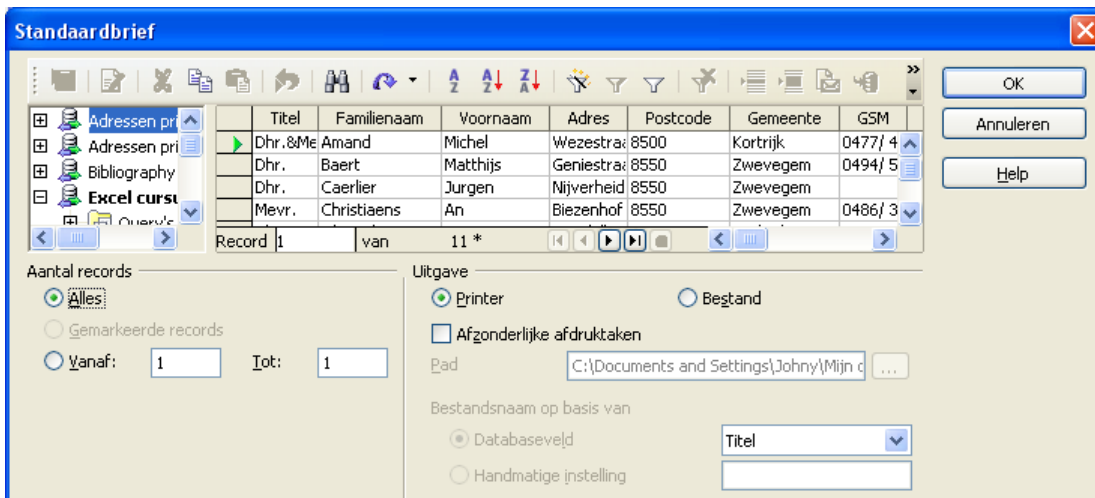 Standaardbrief
OK
Annuleren
Help
Adressen pri
Adressen pri
Bibliography
Excel cursu
Query's
Titel Familienaam Voornaam Adres Postcode Gemeente GSM
Dhr.&Me Amand Michel Wezestraa 8500 Kortrijk 0477/ 4
Dhr. Baert Matthijs Geniestraa 8550 Zwevegem 0494/ 5
Dhr. Caerlier Jurgen Nijverheid 8550 Zwevegem
Mevr. Christiaens An Biezenhof 8550 Zwevegem 0486/ 3
Record 1 van 11 *
Aantal records
Alles
Gemarkeerde records
Vanaf: 1 Tot: 1
Uitgave
Printer Bestand
Afzonderlijke afdruktaken
Pad C:\Documents and Settings\Johny\Mijn d ...
Bestandsnaam op basis van
Databaseveld Titel
Handmatige instelling